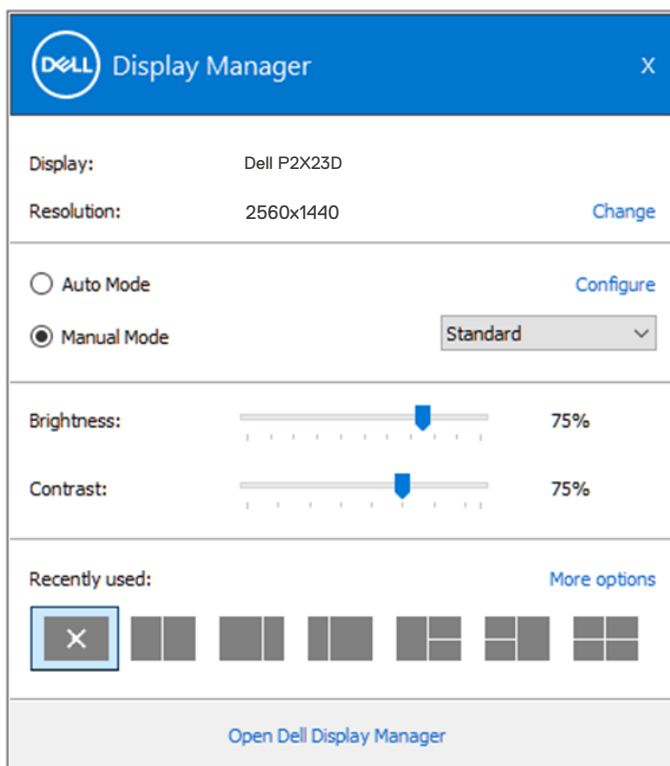 DELL Display Manager X
Display: Dell P2X23D
Resolution: 2560x1440 Change
Auto Mode Configure
Manual Mode Standard
Brightness: 75%
Contrast: 75%
Recently used: More options
Open Dell Display Manager